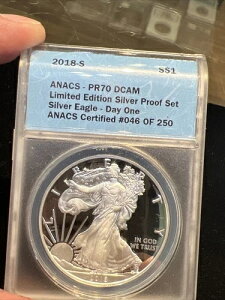 2018-S $S1
ANACS - PR70 DCAM
Limited Edition Silver Proof Set
Silver Eagle - Day One
ANACS Certified #046 OF 250
LIBERTY
IN GOD
WE TRUST